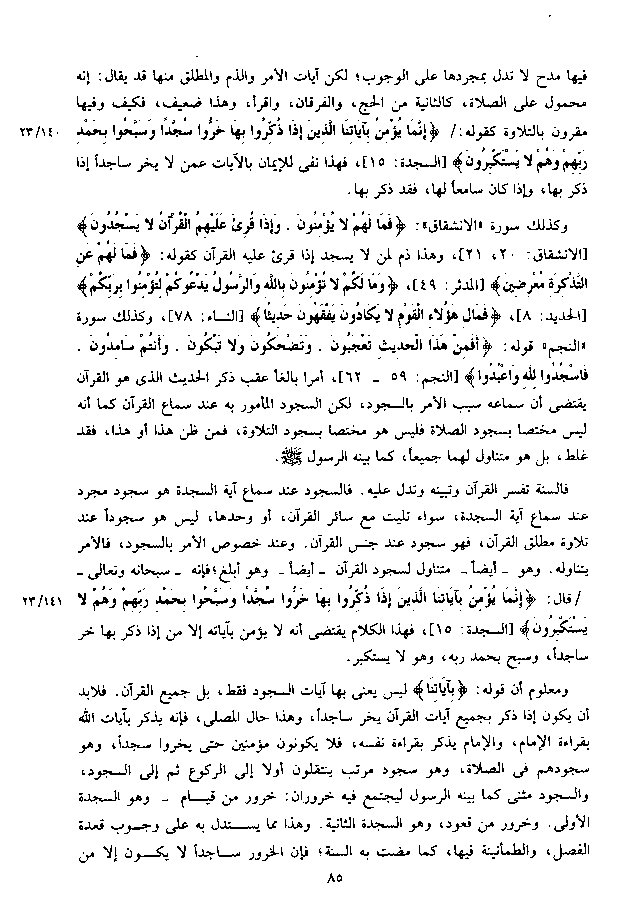 فيها مدح لا تدل بمجردها على الوجوب؛ لكن آيات الأمر والذم والمطلق منها قد يقال: إنه
محمول على الصلاة، كالثانية من الحج، والفرقان، واقرأ، وهذا ضعيف، فكيف وفيها
مقرون بالتلاوة كقوله:/ ﴿إِنَّمَا يُؤْمِنُ بِآيَاتِنَا الَّذِينَ إِذَا ذُكِّرُوا بِهَا خَرُّوا سُجَّدًا وَسَبَّحُوا بِحَمْدِ ٢٣/١٤٠
رَبِّهِمْ وَهُمْ لا يَسْتَكْبِرُونَ﴾ [السجدة: ١٥]، فهذا نفى للإيمان بالآيات عمن لا يخر ساجداً إذا
ذكر بها، وإذا كان سامعاً لها، فقد ذكر بها.
وكذلك سورة «الانشقاق»: ﴿فَمَا لَهُمْ لا يُؤْمِنُونَ . وَإِذَا قُرِئَ عَلَيْهِمُ الْقُرْآنُ لا يَسْجُدُونَ﴾
[الانشقاق: ٢٠، ٢١]، وهذا ذم لمن لا يسجد إذا قرئ عليه القرآن كقوله: ﴿فَمَا لَهُمْ عَنِ
التَّذْكِرَةِ مُعْرِضِينَ﴾ [المدثر: ٤٩]، ﴿وَمَا لَكُمْ لا تُؤْمِنُونَ بِاللَّهِ وَالرَّسُولُ يَدْعُوكُمْ لِتُؤْمِنُوا بِرَبِّكُمْ﴾
[الحديد: ٨]، ﴿فَمَالِ هَؤُلاءِ الْقَوْمِ لا يَكَادُونَ يَفْقَهُونَ حَدِيثًا﴾ [النساء: ٧٨]، وكذلك سورة
«النجم» قوله: ﴿أَفَمِنْ هَذَا الْحَدِيثِ تَعْجَبُونَ . وَتَضْحَكُونَ وَلا تَبْكُونَ . وَأَنتُمْ سَامِدُونَ .
فَاسْجُدُوا لِلَّهِ وَاعْبُدُوا﴾ [النجم: ٥٩ - ٦٢]، أمرا بالغاً عقب ذكر الحديث الذى هو القرآن
يقتضى أن سماعه سبب الأمر بالسجود، لكن السجود المأمور به عند سماع القرآن كما أنه
ليس مختصا بسجود الصلاة فليس هو مختصا بسجود التلاوة، فمن ظن هذا أو هذا، فقد
غلط، بل هو متناول لهما جميعاً، كما بينه الرسول ﷺ.
فالسنة تفسر القرآن وتبينه وتدل عليه. فالسجود عند سماع آية السجدة هو سجود مجرد
عند سماع آية السجدة، سواء تليت مع سائر القرآن، أو وحدها، ليس هو سجوداً عند
تلاوة مطلق القرآن، فهو سجود عند جنس القرآن. وعند خصوص الأمر بالسجود، فالأمر
يتناوله. وهو - أيضاً- متناول لسجود القرآن - أيضاً- وهو أبلغ؛فإنه - سبحانه وتعالى-
/ قال: ﴿إِنَّمَا يُؤْمِنُ بِآيَاتِنَا الَّذِينَ إِذَا ذُكِّرُوا بِهَا خَرُّوا سُجَّدًا وَسَبَّحُوا بِحَمْدِ رَبِّهِمْ وَهُمْ لا ٢٣/١٤١
يَسْتَكْبِرُونَ﴾ [السجدة: ١٥]، فهذا الكلام يقتضى أنه لا يؤمن بآياته إلا من إذا ذكر بها خر
ساجداً، وسبح بحمد ربه، وهو لا يستكبر.
ومعلوم أن قوله: ﴿بِآيَاتِنَا﴾ ليس يعنى بها آيات السجود فقط، بل جميع القرآن. فلابد
أن يكون إذا ذكر بجميع آيات القرآن يخر ساجداً، وهذا حال المصلى، فإنه يذكر بآيات الله
بقراءة الإمام، والإمام يذكر بقراءة نفسه، فلا يكونون مؤمنين حتى يخروا سجداً، وهو
سجودهم فى الصلاة، وهو سجود مرتب ينتقلون أولا إلى الركوع ثم إلى السجود،
والسجود مثنى كما بينه الرسول ليجتمع فيه خروران: خرور من قيام - وهو السجدة
الأولى. وخرور من قعود، وهو السجدة الثانية. وهذا مما يستدل به على وجوب قعدة
الفصل، والطمأنينة فيها، كما مضت به السنة؛ فإن الخرور ساجداً لا يكون إلا من
٨٥